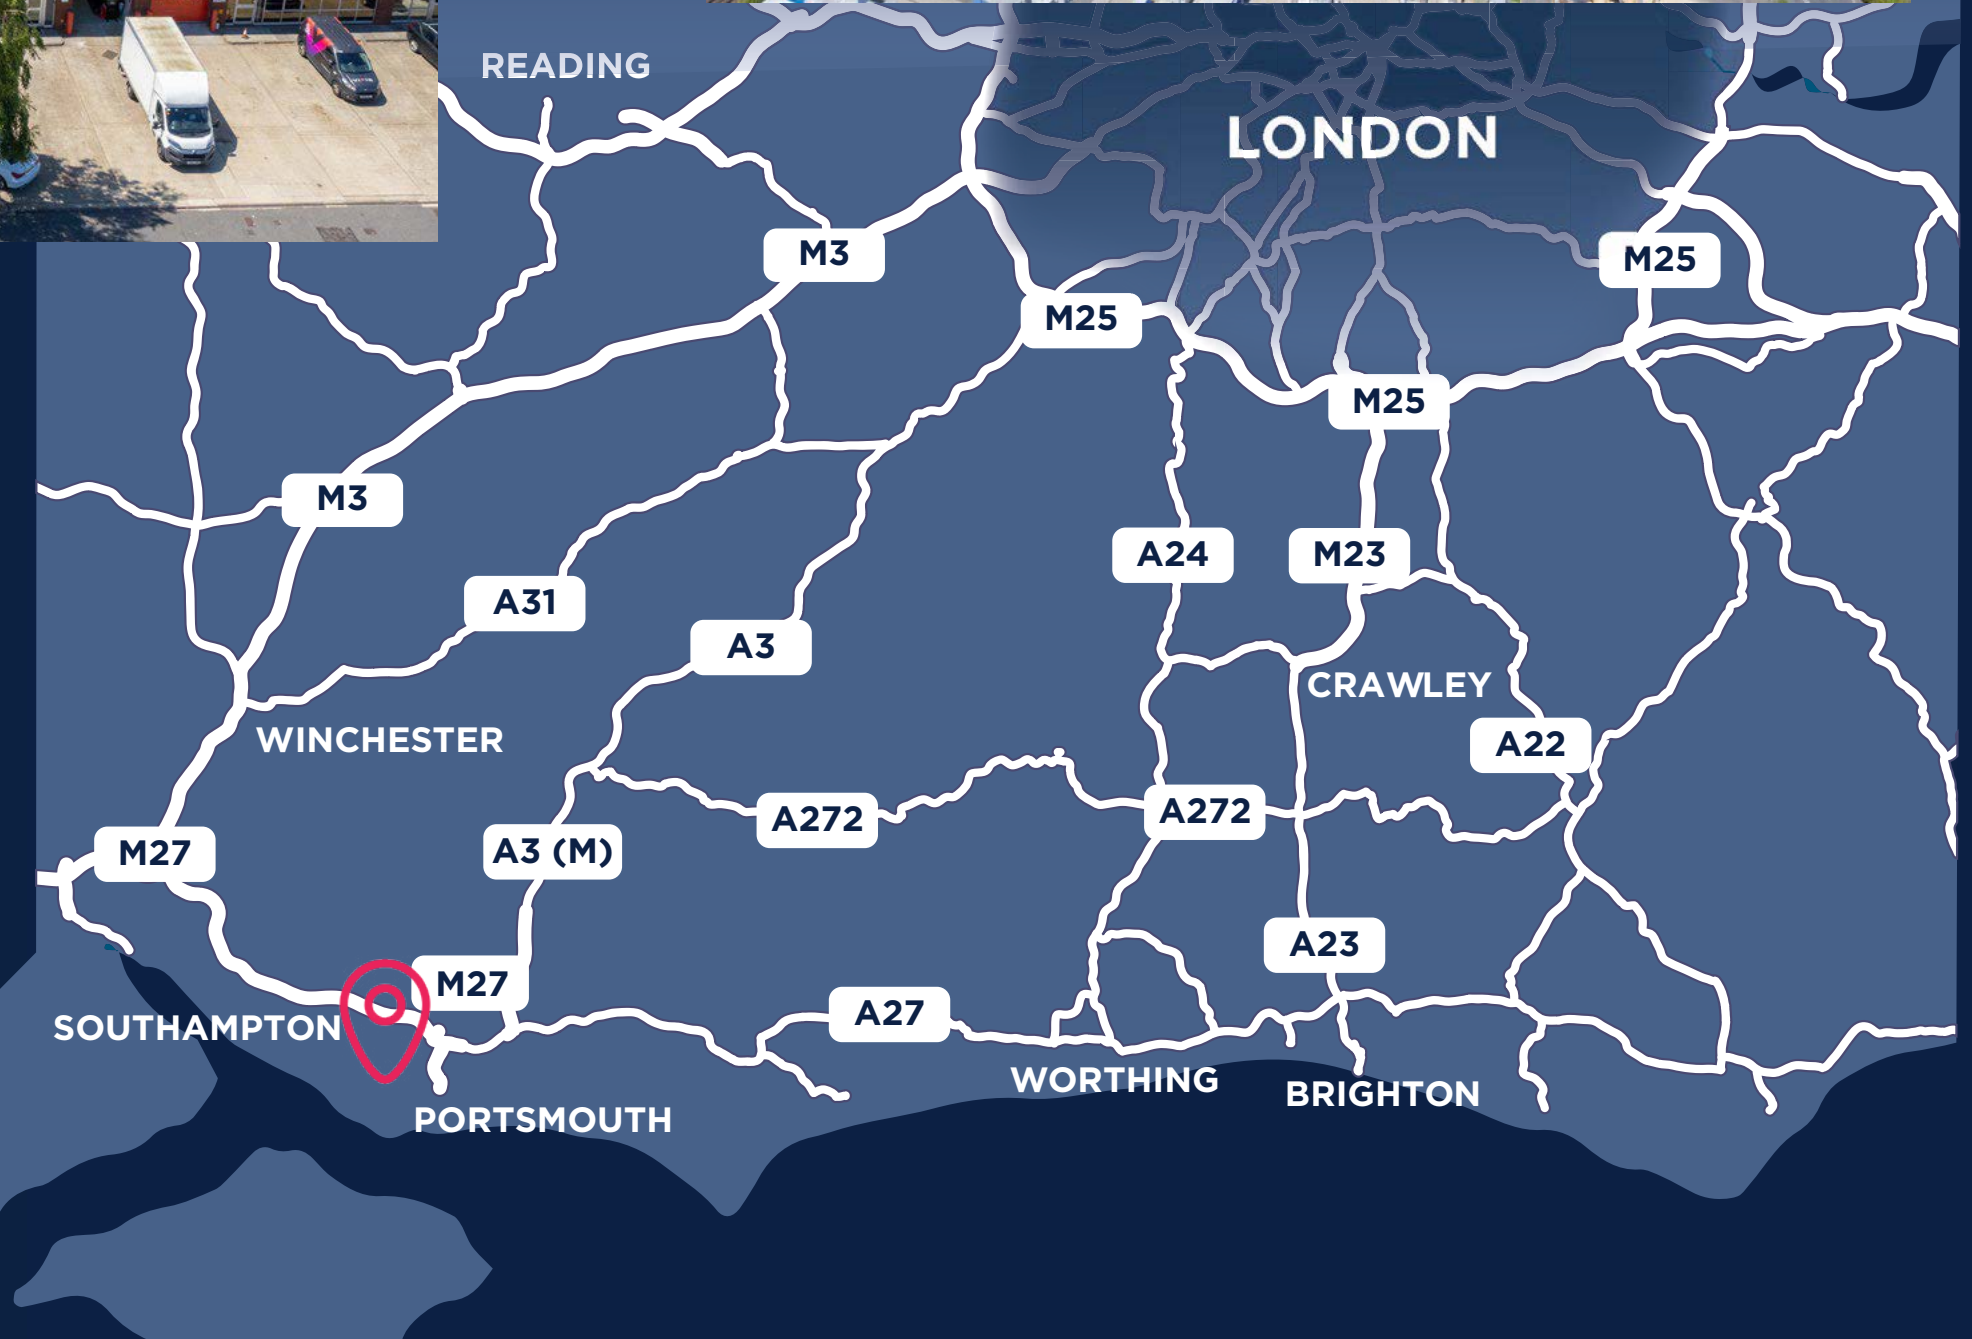 READING
LONDON
M3
M25
M25
M25
M3
A24
M23
A31
A3
CRAWLEY
WINCHESTER
A22
A272
A272
M27
A3 (M)
A23
M27
A27
SOUTHAMPTON
WORTHING
BRIGHTON
PORTSMOUTH